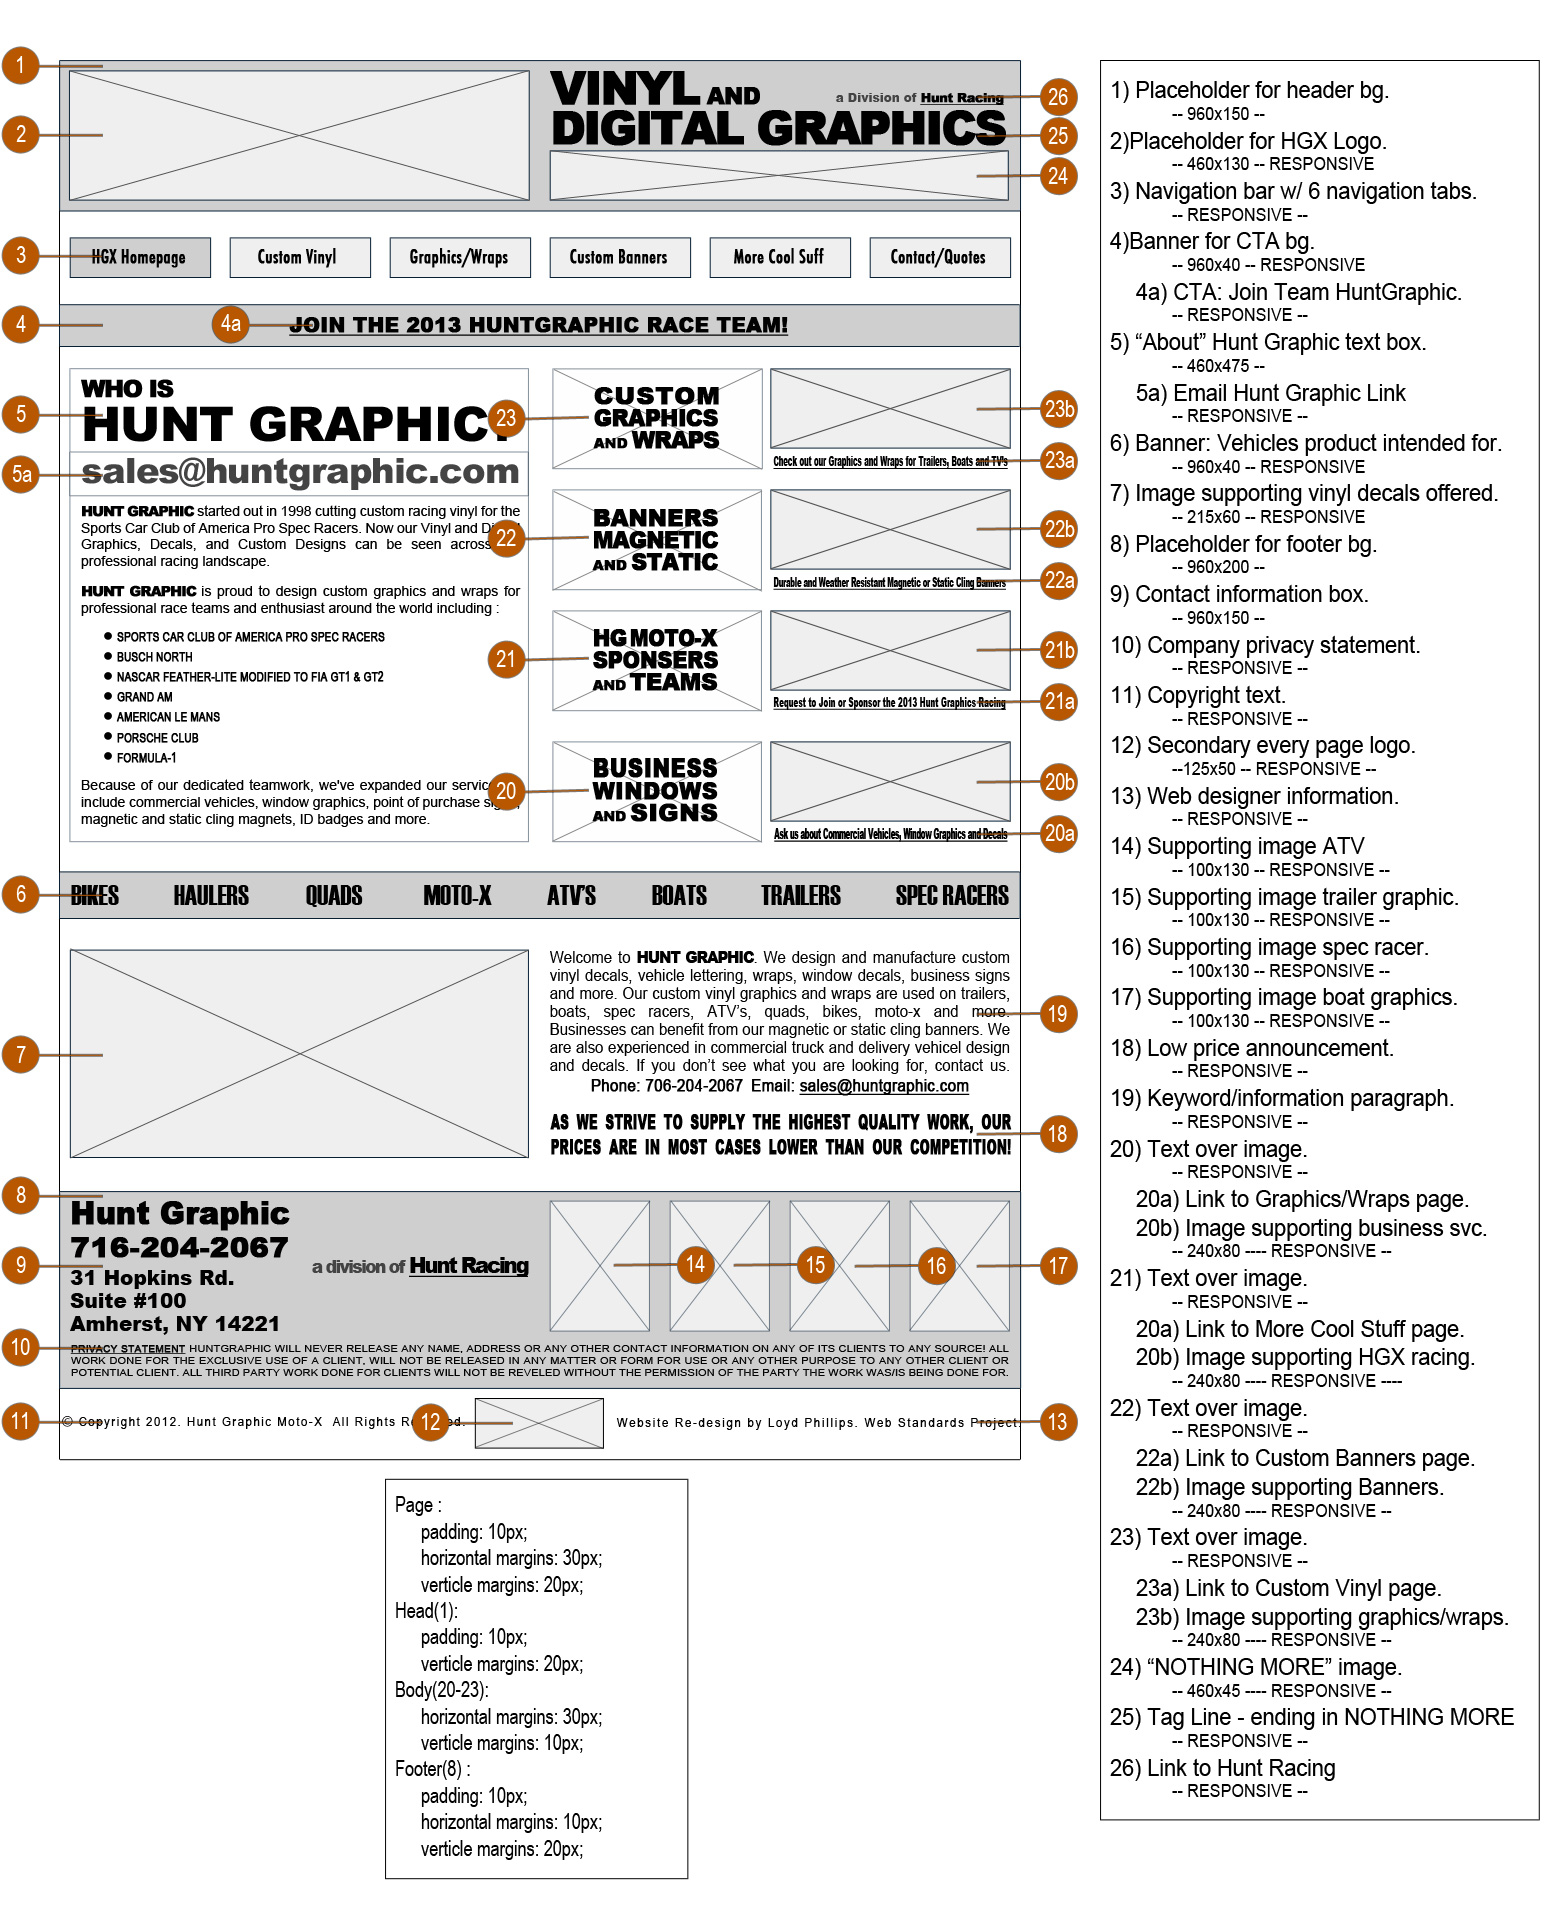 1
2
VINYL AND
a Division of Hunt Racing
26
DIGITAL GRAPHICS
25
24
3
HGX Homepage
Custom Vinyl
Graphics/Wraps
Custom Banners
More Cool Suff
Contact/Quotes
4
4a
JOIN THE 2013 HUNTGRAPHIC RACE TEAM!
5
WHO IS
HUNT GRAPHIC?
5a
sales@huntgraphic.com
HUNT GRAPHIC started out in 1998 cutting custom racing vinyl for the
Sports Car Club of America Pro Spec Racers. Now our Vinyl and
Graphics, Decals, and Custom Designs can be seen across
professional racing landscape.
HUNT GRAPHIC is proud to design custom graphics and wraps for
professional race teams and enthusiast around the world including :
SPORTS CAR CLUB OF AMERICA PRO SPEC RACERS
BUSCH NORTH
NASCAR FEATHER-LITE MODIFIED TO FIA GT1 & GT2
GRAND AM
AMERICAN LE MANS
PORSCHE CLUB
FORMULA-1
Because of our dedicated teamwork, we've expanded our
include commercial vehicles, window graphics, point of purchase
magnetic and static cling magnets, ID badges and more.
23
CUSTOM
GRAPHICS
AND WRAPS
23b
Check out our Graphics and Wraps for Trailers, Boats and TV's
23a
22
BANNERS
MAGNETIC
AND STATIC
22b
Durable and Weather Resistant Magnetic or Static Cling Banners
22a
21
HG MOTO-X
SPONSERS
AND TEAMS
21b
Request to Join or Sponsor the 2013 Hunt Graphics Racing
21a
20
BUSINESS
WINDOWS
AND SIGNS
20b
Ask us about Commercial Vehicles, Window Graphics and Decals
20a
6
BIKES
HAULERS
QUADS
MOTO-X
ATV'S
BOATS
TRAILERS
SPEC RACERS
7
Welcome to HUNT GRAPHIC. We design and manufacture custom
vinyl decals, vehicle lettering, wraps, window decals, business signs
and more. Our custom vinyl graphics and wraps are used on trailers,
boats, spec racers, ATV's, quads, bikes, moto-x and more.
Businesses can benefit from our magnetic or static cling banners. We
are also experienced in commercial truck and delivery vehicel design
and decals. If you don't see what you are looking for, contact us.
Phone: 706-204-2067 Email: sales@huntgraphic.com
19
AS WE STRIVE TO SUPPLY THE HIGHEST QUALITY WORK, OUR
PRICES ARE IN MOST CASES LOWER THAN OUR COMPETITION!
18
8
Hunt Graphic
716-204-2067
9
31 Hopkins Rd.
Suite #100
Amherst, NY 14221
a division of Hunt Racing
14
15
16
17
10
PRIVACY STATEMENT HUNTGRAPHIC WILL NEVER RELEASE ANY NAME, ADDRESS OR ANY OTHER CONTACT INFORMATION ON ANY OF ITS CLIENTS TO ANY SOURCE! ALL
WORK DONE FOR THE EXCLUSIVE USE OF A CLIENT, WILL NOT BE RELEASED IN ANY MATTER OR FORM FOR USE OR ANY OTHER PURPOSE TO ANY OTHER CLIENT OR
POTENTIAL CLIENT. ALL THIRD PARTY WORK DONE FOR CLIENTS WILL NOT BE REVELED WITHOUT THE PERMISSION OF THE PARTY THE WORK WAS/IS BEING DONE FOR.
11
© Copyright 2012. Hunt Graphic Moto-X All Rights
12
Website Re-design by Loyd Phillips. Web Standards Project.
13
Page :
padding: 10px;
horizontal margins: 30px;
verticle margins: 20px;
Head(1):
padding: 10px;
verticle margins: 20px;
Body(20-23):
horizontal margins: 30px;
verticle margins: 10px;
Footer(8) :
padding: 10px;
horizontal margins: 10px;
verticle margins: 20px;
1) Placeholder for header bg.
-- 960x150 --
2)Placeholder for HGX Logo.
-- 460x130 -- RESPONSIVE
3) Navigation bar w/ 6 navigation tabs.
-- RESPONSIVE --
4)Banner for CTA bg.
-- 960x40 -- RESPONSIVE
4a) CTA: Join Team HuntGraphic.
-- RESPONSIVE --
5) “About” Hunt Graphic text box.
-- 460x475 --
5a) Email Hunt Graphic Link
-- RESPONSIVE --
6) Banner: Vehicles product intended for.
-- 960x40 -- RESPONSIVE
7) Image supporting vinyl decals offered.
-- 215x60 -- RESPONSIVE
8) Placeholder for footer bg.
-- 960x200 --
9) Contact information box.
-- 960x150 --
10) Company privacy statement.
-- RESPONSIVE --
11) Copyright text.
-- RESPONSIVE --
12) Secondary every page logo.
--125x50 -- RESPONSIVE --
13) Web designer information.
-- RESPONSIVE --
14) Supporting image ATV
-- 100x130 -- RESPONSIVE --
15) Supporting image trailer graphic.
-- 100x130 -- RESPONSIVE --
16) Supporting image spec racer.
-- 100x130 -- RESPONSIVE --
17) Supporting image boat graphics.
-- 100x130 -- RESPONSIVE --
18) Low price announcement.
-- RESPONSIVE --
19) Keyword/information paragraph.
-- RESPONSIVE --
20) Text over image.
-- RESPONSIVE --
20a) Link to Graphics/Wraps page.
20b) Image supporting business svc.
-- 240x80 ---- RESPONSIVE --
21) Text over image.
-- RESPONSIVE --
20a) Link to More Cool Stuff page.
20b) Image supporting HGX racing.
-- 240x80 ---- RESPONSIVE ----
22) Text over image.
-- RESPONSIVE --
22a) Link to Custom Banners page.
22b) Image supporting Banners.
-- 240x80 ---- RESPONSIVE --
23) Text over image.
-- RESPONSIVE --
23a) Link to Custom Vinyl page.
23b) Image supporting graphics/wraps.
-- 240x80 ---- RESPONSIVE --
24) “NOTHING MORE” image.
-- 460x45 ---- RESPONSIVE --
25) Tag Line - ending in NOTHING MORE
-- RESPONSIVE --
26) Link to Hunt Racing
-- RESPONSIVE --